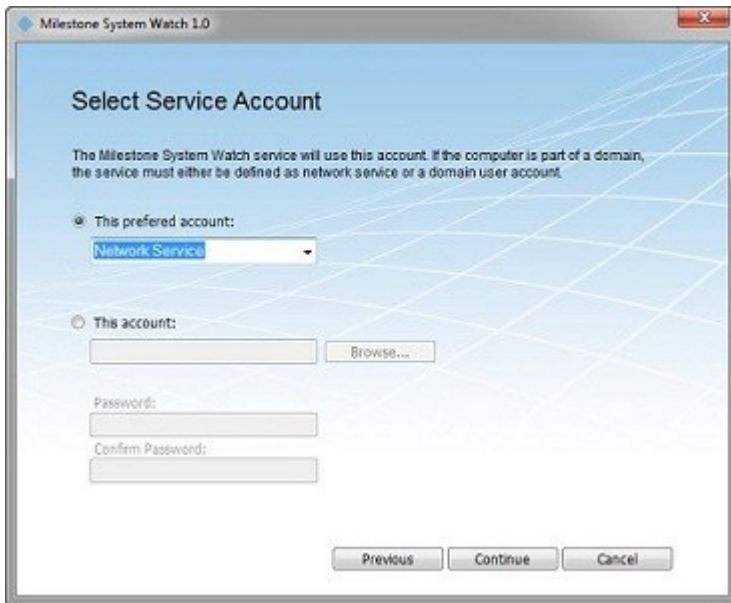 Milestone System Watch 1.0
Select Service Account
The Milestone System Watch service will use this account. If the computer is part of a domain,
the service must either be defined as network service or a domain user account.
This prefered account:
Network Service
This account:
Browse...
Password:
Confirm Password:
Previous Continue Cancel